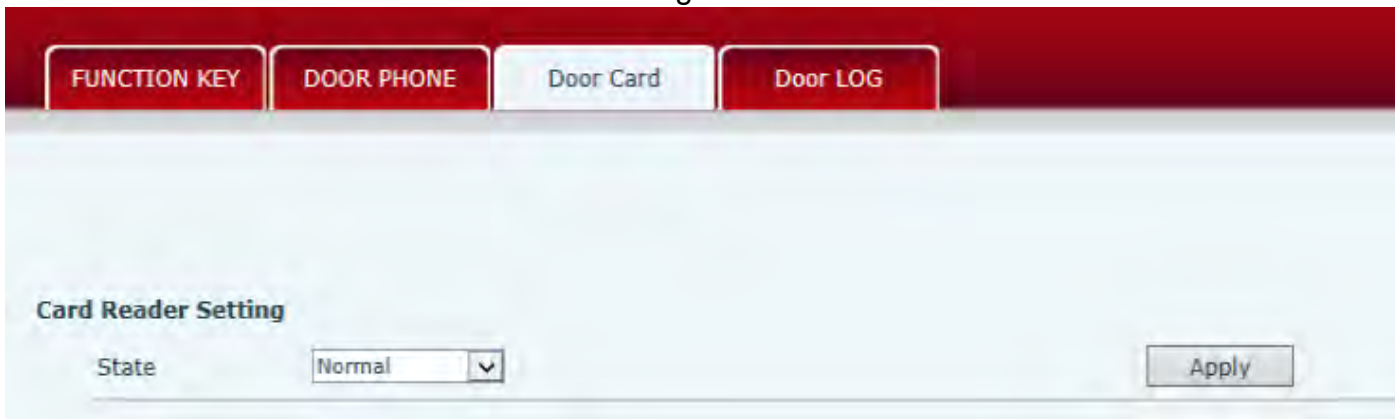 FUNCTION KEY DOOR PHONE Door Card Door LOG
Card Reader Setting
State Normal Apply